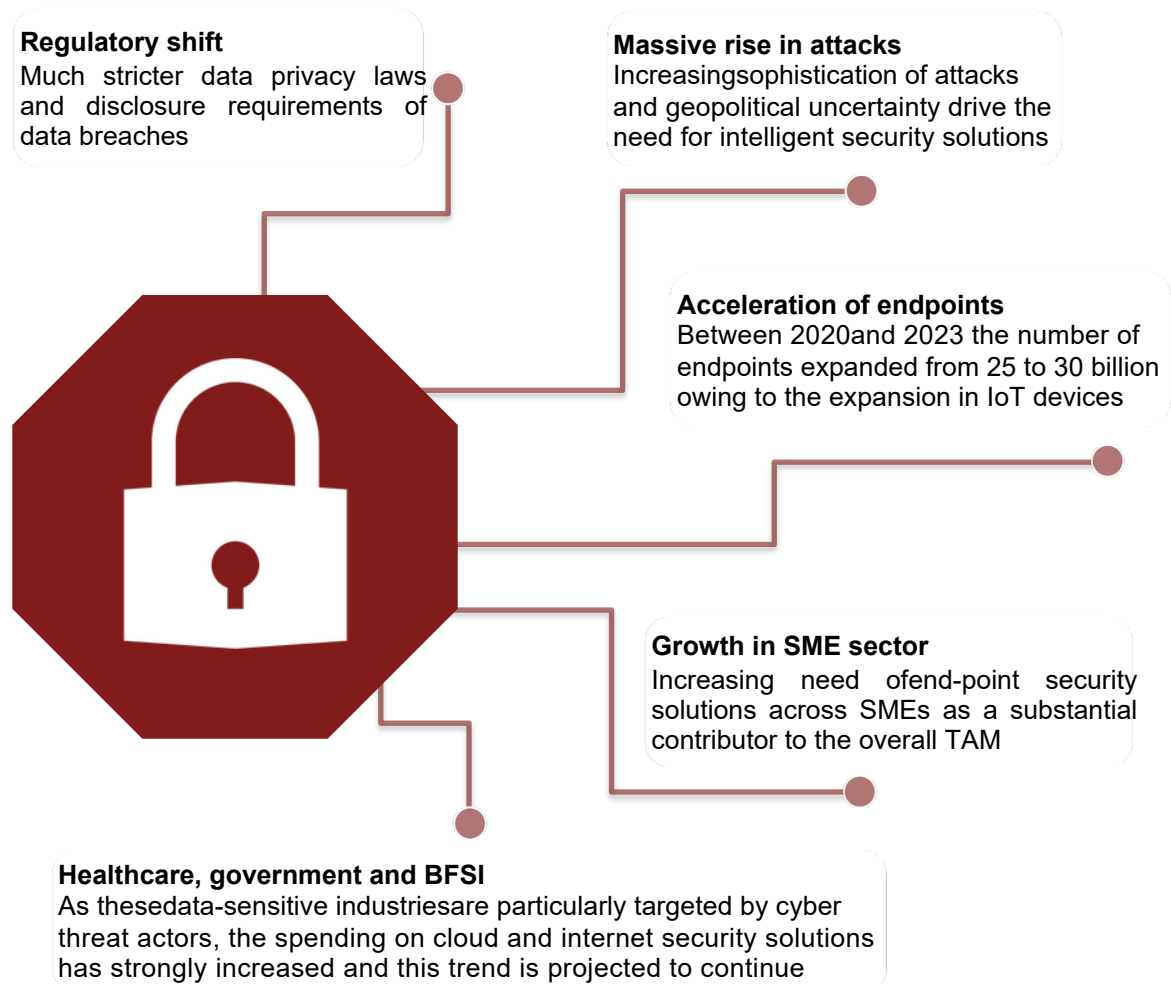 Regulatory shift
Much stricter data privacy laws
and disclosure requirements of
data breaches
Massive rise in attacks
Increasingsophistication of attacks
and geopolitical uncertainty drive the
need for intelligent security solutions
Acceleration of endpoints
Between 2020and 2023 the number of
endpoints expanded from 25 to 30 billion
owing to the expansion in IoT devices
Growth in SME sector
Increasing need ofend-point security
solutions across SMEs as a substantial
contributor to the overall TAM
Healthcare, government and BFSI
As thesedata-sensitive industriesare particularly targeted by cyber
threat actors, the spending on cloud and internet security solutions
has strongly increased and this trend is projected to continue